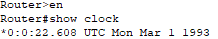 Router>en
Router#show clock
*0:0:22.608 UTC Mon Mar 1 1993